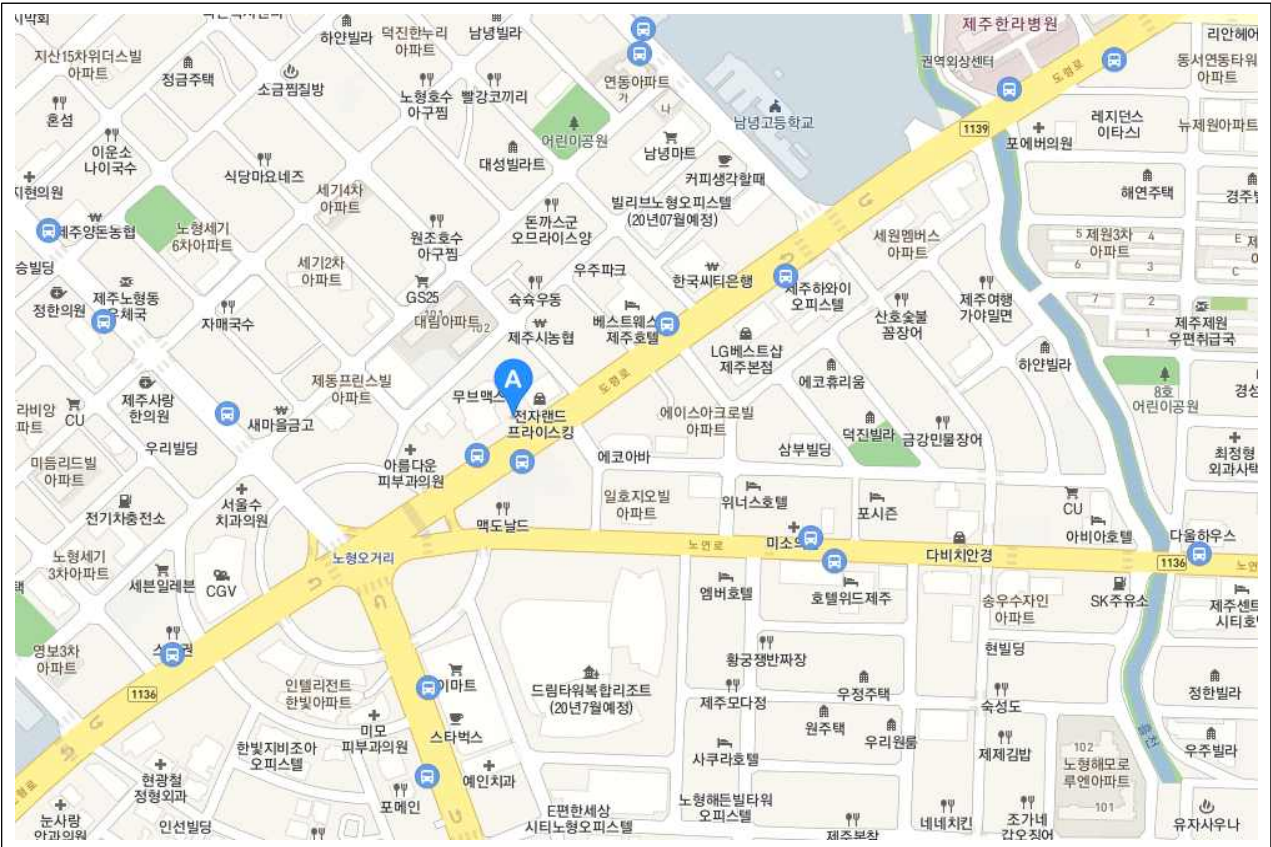 하얀빌라
덕진한누리
아파트
남녕빌라
제주한라병원
리안헤어
지산15차위더스빌
아파트
정금주택
소금찜질방
노형호수
아구찜
빨강코끼리
연동아파트
가
나
권역외상센터
도령로
동서연동타워
아파트
혼섬
이운소
나이국수
식당마요네즈
대성빌라트
어린이공원
남녕마트
남녕고등학교
1139
포에버의원
레지던스
이타스I
뉴제원아파트
커피생각할때
세기4차
아파트
해연주택
노형세기
6차아파트
원조호수
아구찜
돈까스군
오므라이스양
빌리브노형오피스텔
(20년07월예정)
세원멤버스
아파트
5
제원3차
아파트
4
6
3
E
C
승빌딩
세기2차
아파트
우주파크
한국씨티은행
제주하와이
오피스텔
정한의원
제주노형동
우체국
자매국수
GS25
대림아파트
101
102
슉슉우동
제주시농협
베스트웨스
제주호텔
산호숯불
꼼장어
제주여행
가야밀면
7
2
1
제주제원
우편취급국
LG베스트샵
제주본점
에코휴리움
하얀빌라
8호
어린이공원
제동프린스빌
아파트
A
무브맥스
전자랜드
프라이스킹
도령로
에이스아크로빌
아파트
CU
제주사랑
한의원
새마을금고
우리빌딩
덕진빌라
금강민물장어
삼부빌딩
최정형
외과사택
미듬리드빌
아파트
아름다운
피부과의원
에코아바
전기차충전소
서울수
치과의원
맥도날드
일호지오빌
아파트
위너스호텔
포시즌
CU
아비아호텔
노형오거리
노연로
다비치안경
다올하우스
1136
노형세기
3차아파트
세븐일레븐
CGV
엠버호텔
호텔위드제주
송우수자인
아파트
SK주유소
영보3차
아파트
1136
인텔리전트
한빛아파트
이마트
드림타워복합리조트
(20년7월예정)
황궁쟁반짜장
현빌딩
제주모다정
우정주택
숙성도
정한빌라
미모
피부과의원
스타벅스
원주택
우리원룸
한빛지비조아
오피스텔
사쿠라호텔
제제김밥
102
노형해모로
루엔아파트
101
흘천
우주빌라
현광철
정형외과
예인치과
포메인
E편한세상
시티노형오피스텔
노형해든빌타워
오피스텔
네네치킨
조가네
갑오징어
유자사우나
눈사랑
안과의원
인선빌딩